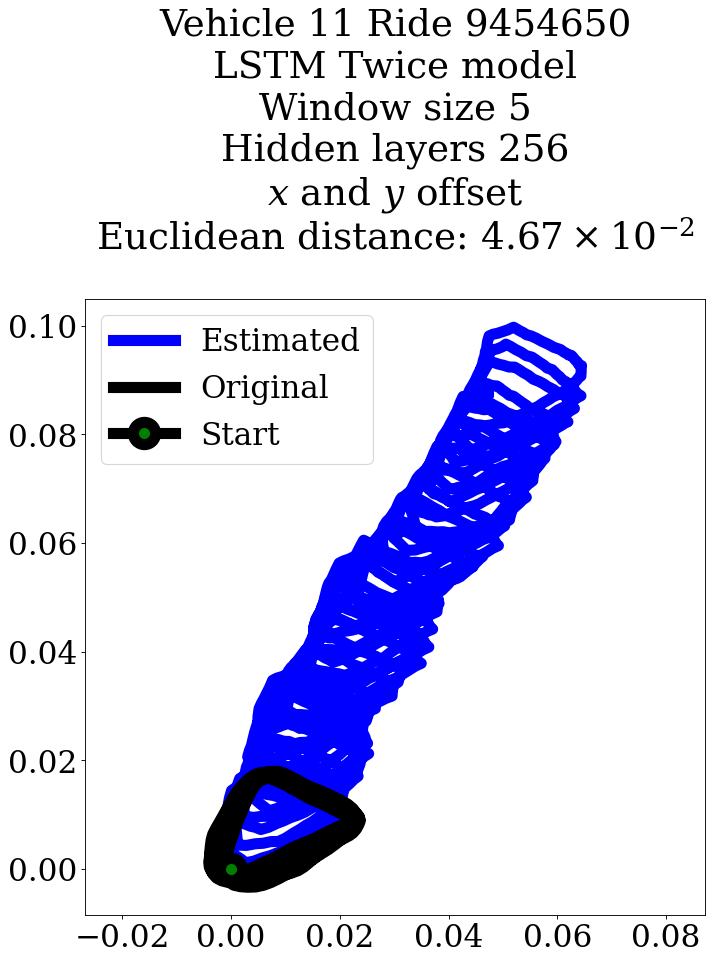 Vehicle 11 Ride 9454650
LSTM Twice model
Window size 5
Hidden layers 256
x and y offset
Euclidean distance: 4.67 × 10⁻²
Estimated
Original
Start
0.10
0.08
0.06
0.04
0.02
0.00
−0.02 0.00 0.02 0.04 0.06 0.08